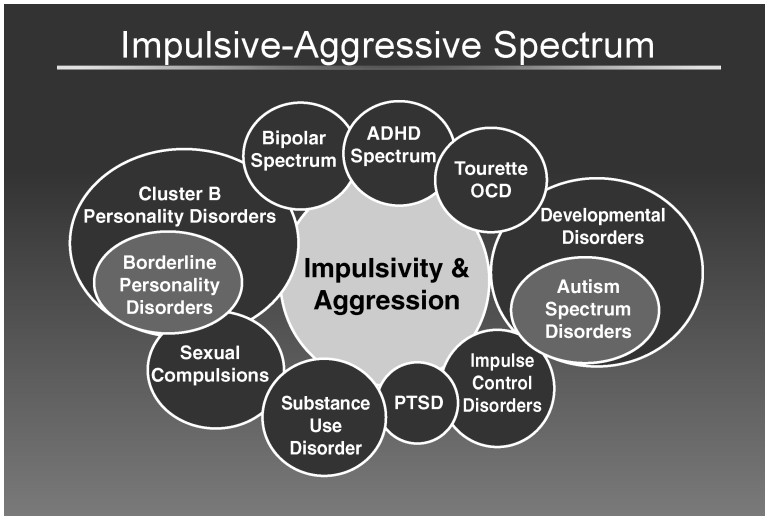 Impulsive-Aggressive Spectrum
Bipolar
Spectrum
ADHD
Spectrum
Tourette
OCD
Cluster B
Personality Disorders
Developmental
Disorders
Borderline
Personality
Disorders
Impulsivity &
Aggression
Autism
Spectrum
Disorders
Sexual
Compulsions
Substance
Use
Disorder
PTSD
Impulse
Control
Disorders